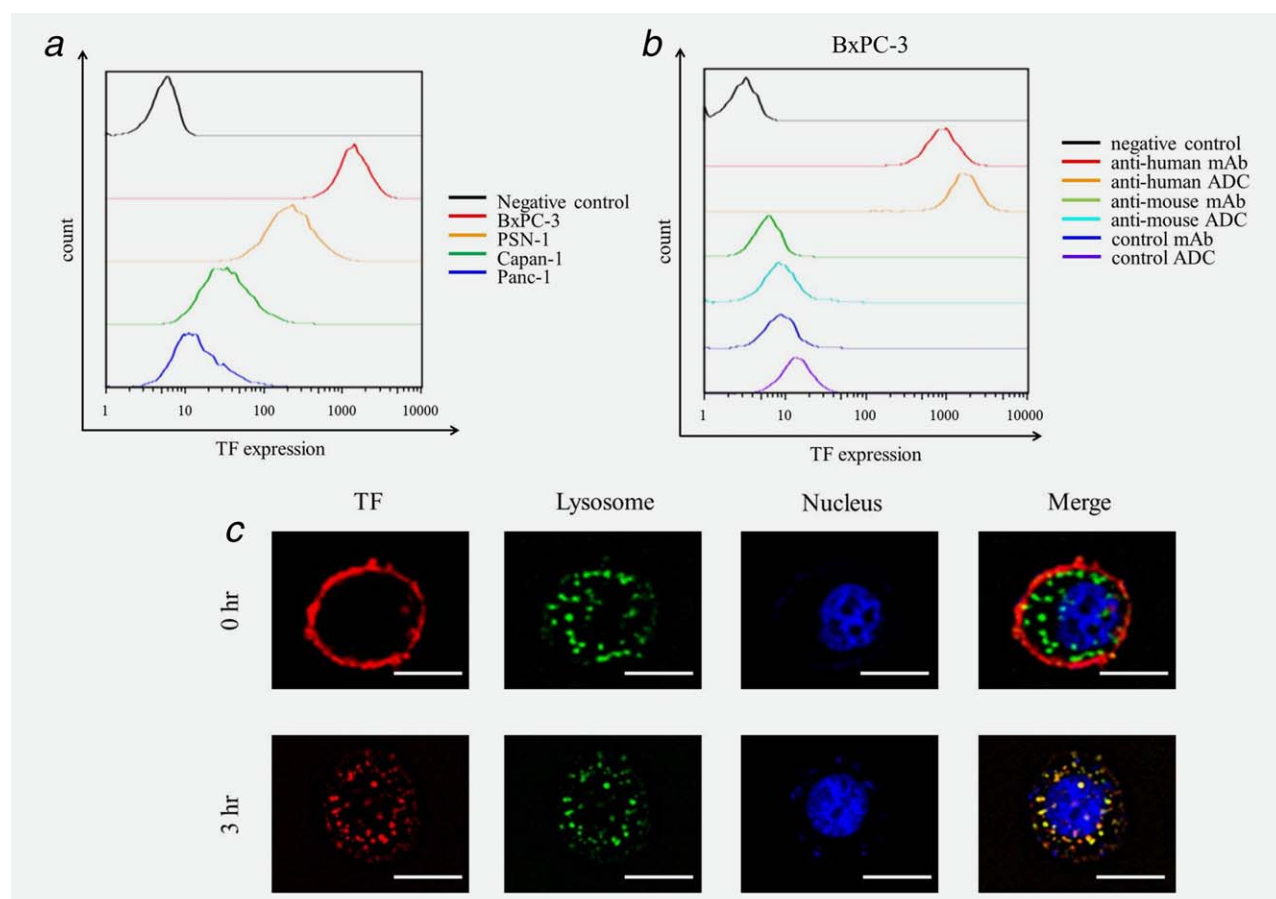 a
count
Negative control
BxPC-3
PSN-1
Capan-1
Panc-1
1 10 100 1000 10000
TF expression
b
BxPC-3
count
negative control
anti-human mAb
anti-human ADC
anti-mouse mAb
anti-mouse ADC
control mAb
control ADC
1 10 100 1000 10000
TF expression
c
TF Lysosome Nucleus Merge
0 hr
3 hr